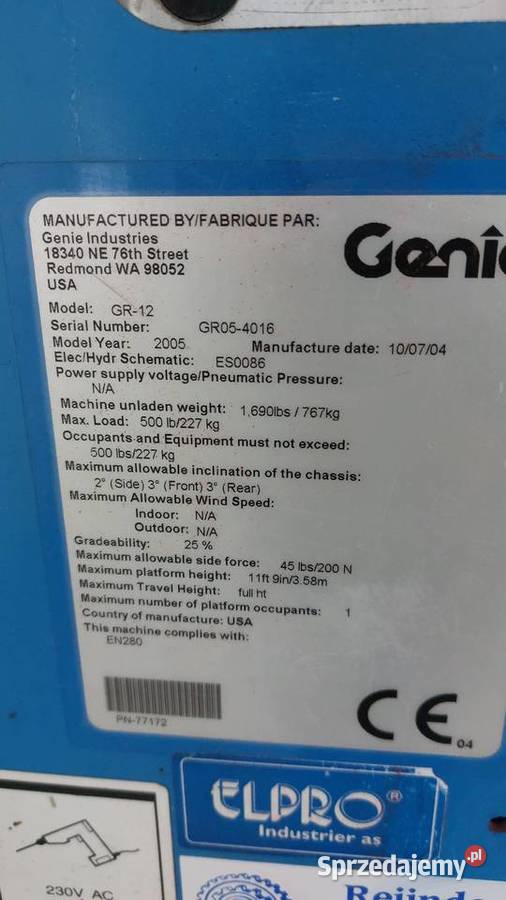 MANUFACTURED BY/FABRIQUE PAR:
Genie Industries
18340 NE 76th Street
Redmond WA 98052
USA
Genie
Model: GR-12
Serial Number: GR05-4016
Model Year: 2005 Manufacture date: 10/07/04
Elec/Hydr Schematic: ES0086
Power supply voltage/Pneumatic Pressure:
N/A
Machine unladen weight: 1,690lbs / 767kg
Max. Load: 500 lb/227 kg
Occupants and Equipment must not exceed:
500 lbs/227 kg
Maximum allowable inclination of the chassis:
2° (Side) 3° (Front) 3° (Rear)
Maximum Allowable Wind Speed:
Indoor: N/A
Outdoor: N/A
Gradeability: 25 %
Maximum allowable side force: 45 lbs/200 N
Maximum platform height: 11ft 9in/3.58m
Maximum Travel Height: full ht
Maximum number of platform occupants: 1
Country of manufacture: USA
This machine complies with:
EN280
PN-77172
CE 04
ELPRO®
Industrier as
230V AC
Sprzedajemy.pl